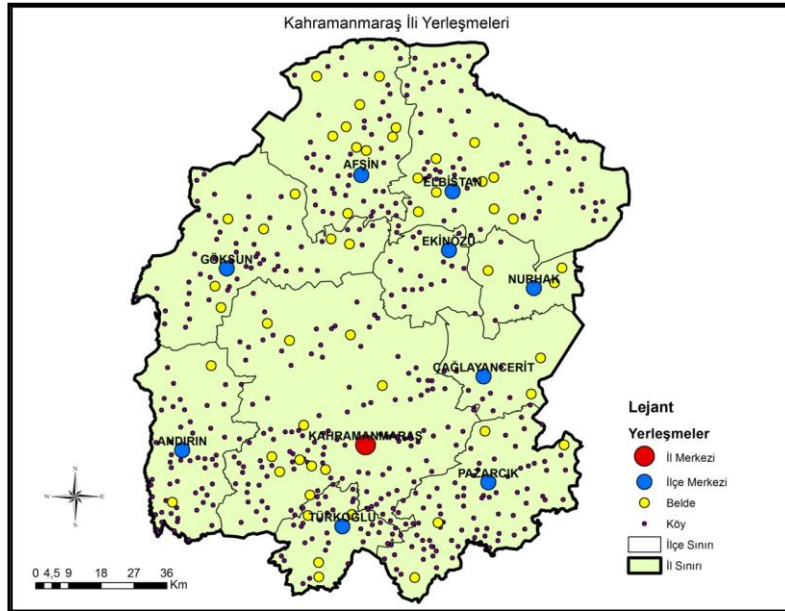 Kahramanmaraş İli Yerleşmeleri
AFŞİN
ELBİSTAN
EKİNÖZÜ
GÖKSUN
NURHAK
ÇAĞLAYANCERİT
KAHRAMANMARAŞ
ANDIRIN
PAZARCIK
TÜRKOĞLU
Lejant
Yerleşmeler
İl Merkezi
İlçe Merkezi
Belde
Köy
İlçe Sınırı
İl Sınırı
N
W E
S
0 4,5 9 18 27 36
Km